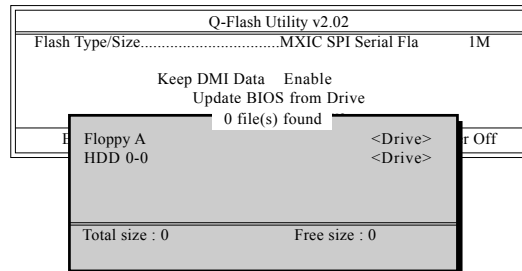 Q-Flash Utility v2.02
Flash Type/Size.................................MXIC SPI Serial Fla 1M
Keep DMI Data Enable
Update BIOS from Drive
0 file(s) found
Floppy A <Drive>
HDD 0-0 <Drive>
r Off
Total size : 0 Free size : 0